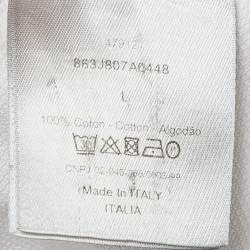 863J807A0448
L
100% Coton - Cotton - Algodão
Made In ITALY
ITALIA